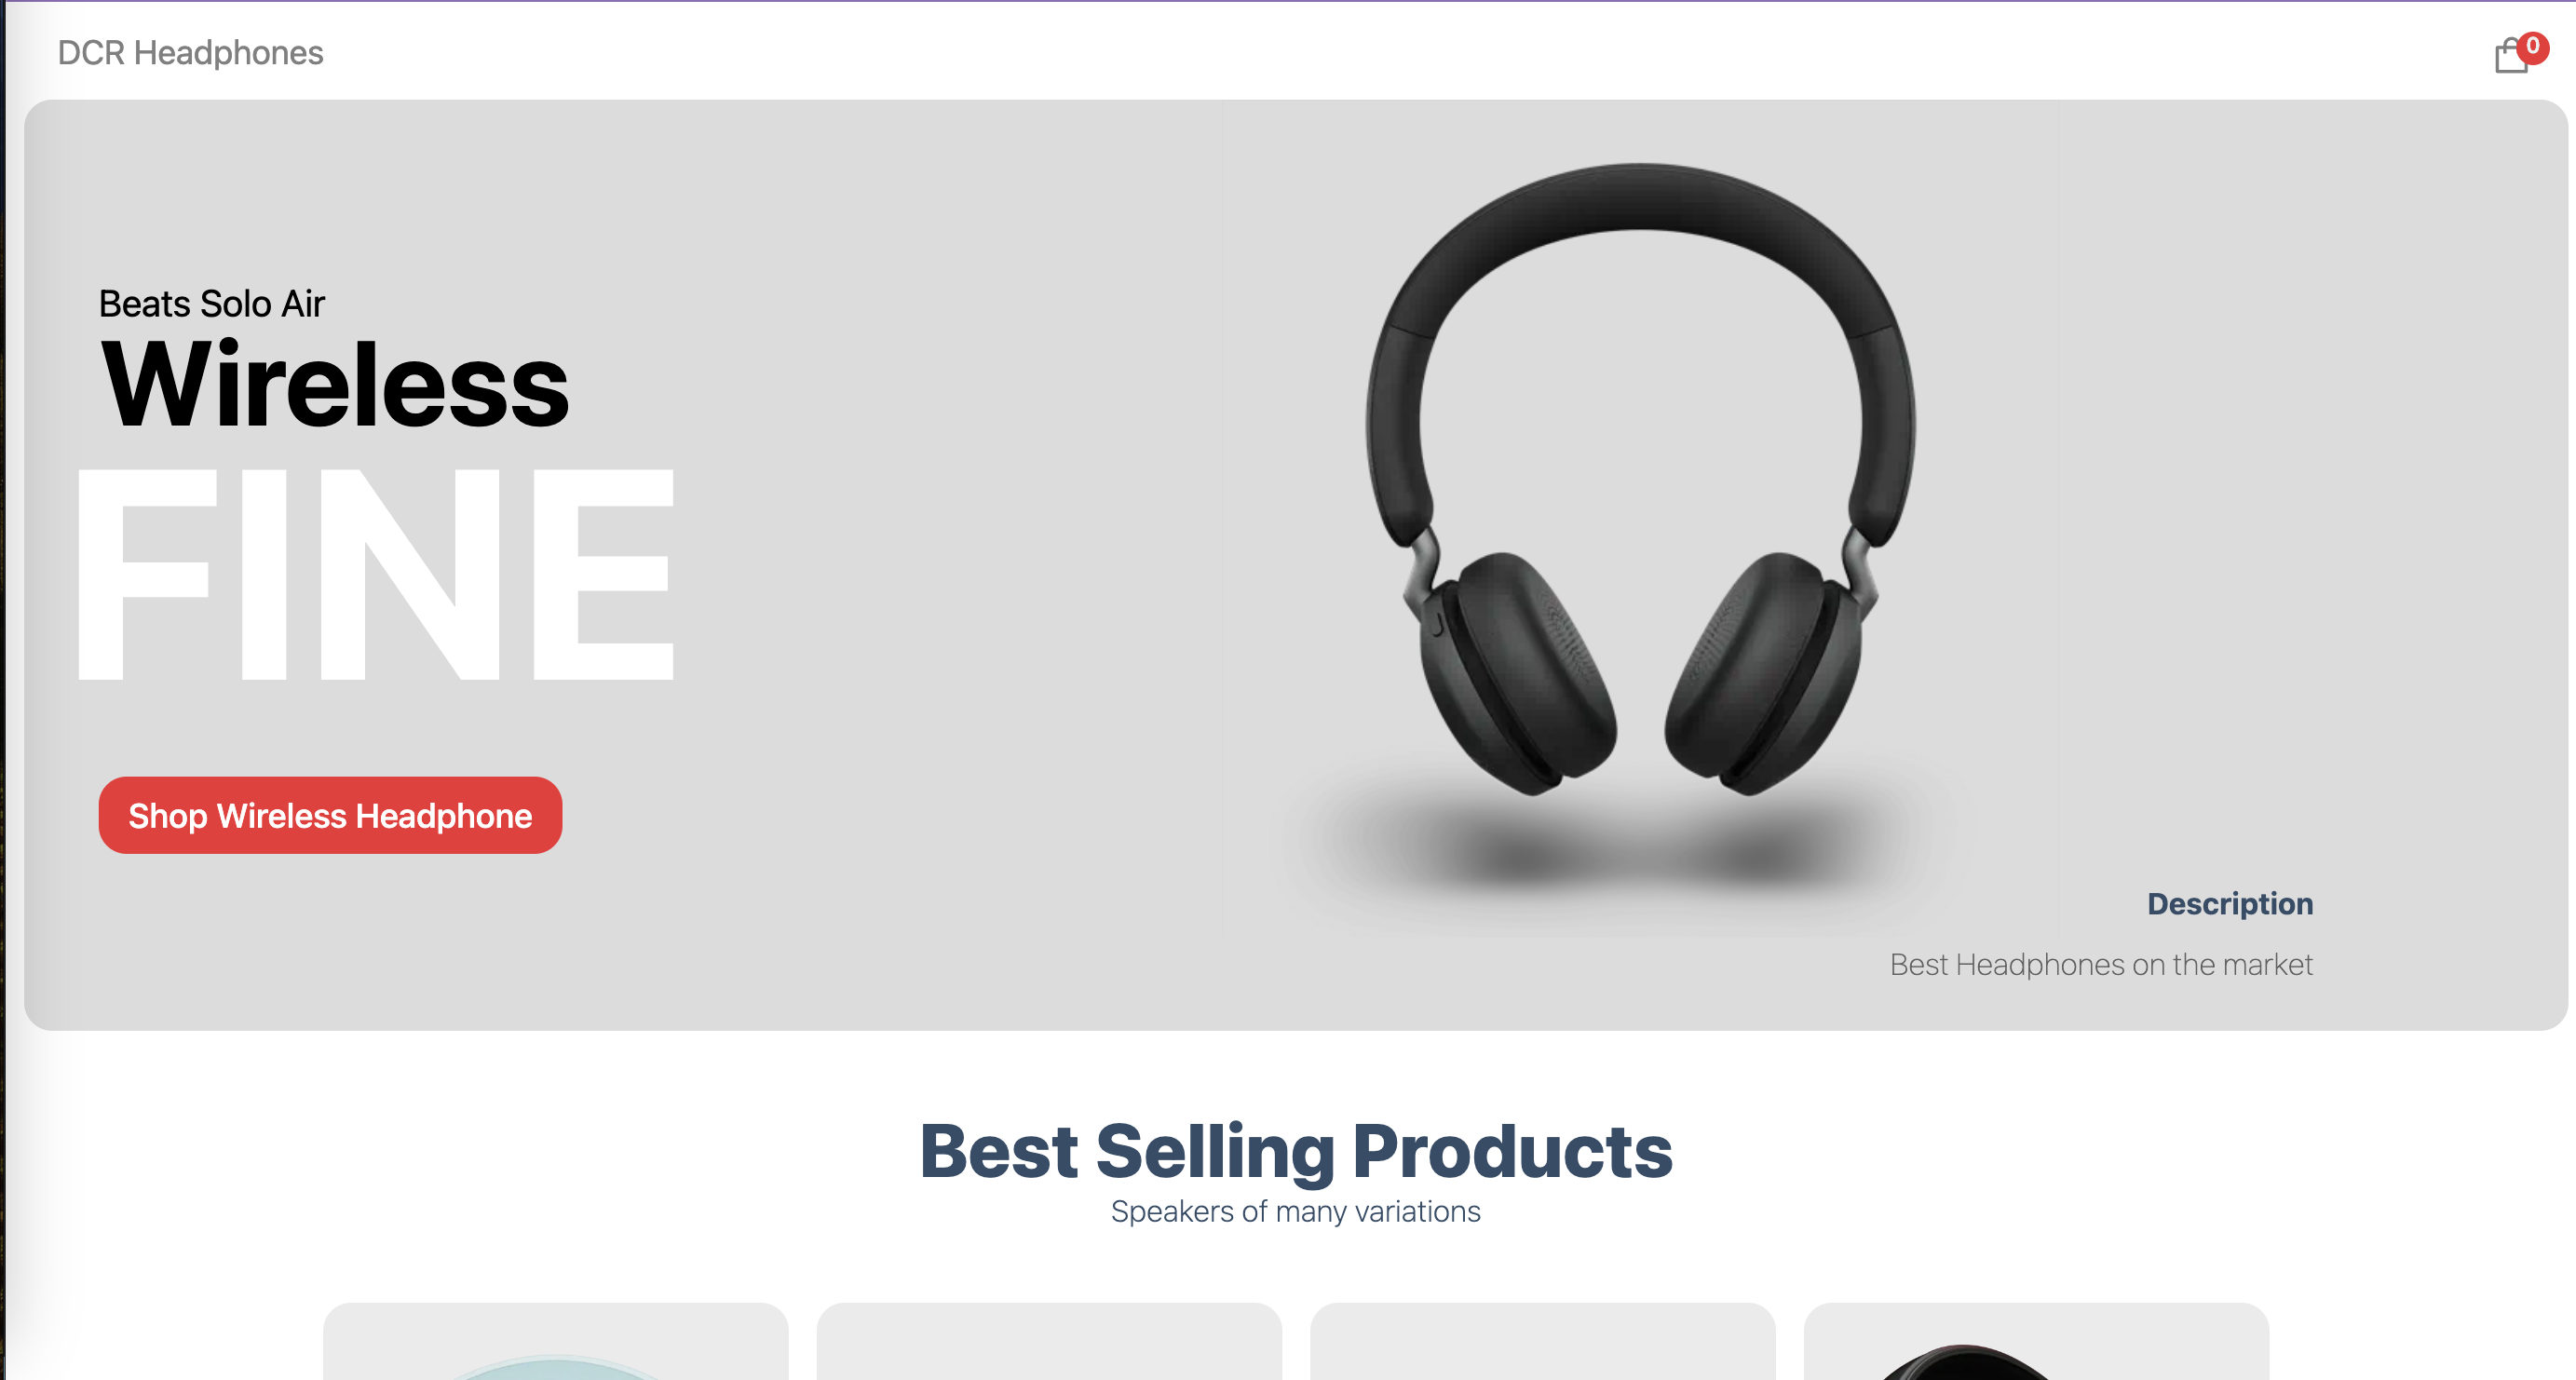 DCR Headphones
0
Beats Solo Air
Wireless
FINE
Shop Wireless Headphone
Description
Best Headphones on the market
Best Selling Products
Speakers of many variations